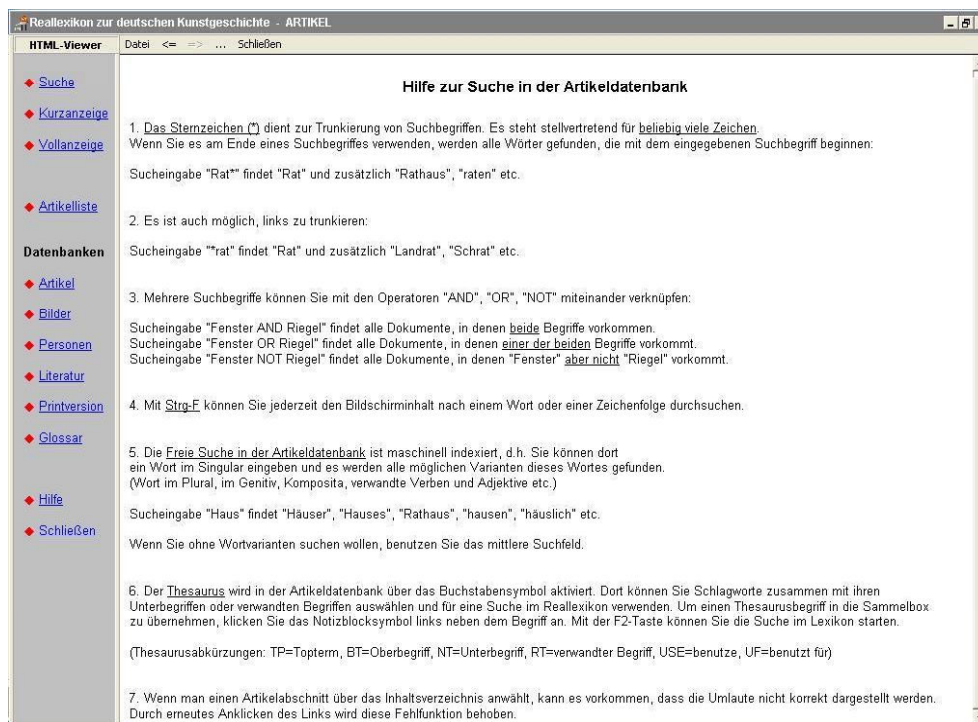 Reallexikon zur deutschen Kunstgeschichte - ARTIKEL
HTML-Viewer
Datei <= => ... Schließen
Suche
Kurzanzeige
Vollanzeige
Artikelliste
Datenbanken
Artikel
Bilder
Personen
Literatur
Printversion
Glossar
Hilfe
Schließen
Hilfe zur Suche in der Artikeldatenbank
1. Das Sternzeichen (*) dient zur Trunkierung von Suchbegriffen. Es steht stellvertretend für beliebig viele Zeichen.
Wenn Sie es am Ende eines Suchbegriffes verwenden, werden alle Wörter gefunden, die mit dem eingegebenen Suchbegriff beginnen:
Sucheingabe "Rat*" findet "Rat" und zusätzlich "Rathaus", "raten" etc.
2. Es ist auch möglich, links zu trunkieren:
Sucheingabe "*rat" findet "Rat" und zusätzlich "Landrat", "Schrat" etc.
3. Mehrere Suchbegriffe können Sie mit den Operatoren "AND", "OR", "NOT" miteinander verknüpfen:
Sucheingabe "Fenster AND Riegel" findet alle Dokumente, in denen beide Begriffe vorkommen.
Sucheingabe "Fenster OR Riegel" findet alle Dokumente, in denen einer der beiden Begriffe vorkommt.
Sucheingabe "Fenster NOT Riegel" findet alle Dokumente, in denen "Fenster" aber nicht "Riegel" vorkommt.
4. Mit Strg-F können Sie jederzeit den Bildschirminhalt nach einem Wort oder einer Zeichenfolge durchsuchen.
5. Die Freie Suche in der Artikeldatenbank ist maschinell indexiert, d.h. Sie können dort
ein Wort im Singular eingeben und es werden alle möglichen Varianten dieses Wortes gefunden.
(Wort im Plural, im Genitiv, Komposita, verwandte Verben und Adjektive etc.)
Sucheingabe "Haus" findet "Häuser", "Hauses", "Rathaus", "hausen", "häuslich" etc.
Wenn Sie ohne Wortvarianten suchen wollen, benutzen Sie das mittlere Suchfeld.
6. Der Thesaurus wird in der Artikeldatenbank über das Buchstabensymbol aktiviert. Dort können Sie Schlagworte zusammen mit ihren
Unterbegriffen oder verwandten Begriffen auswählen und für eine Suche im Reallexikon verwenden. Um einen Thesaurusbegriff in die Sammelbox
zu übernehmen, klicken Sie das Notizblocksymbol links neben dem Begriff an. Mit der F2-Taste können Sie die Suche im Lexikon starten.
(Thesaurusabkürzungen: TP=Topterm, BT=Oberbegriff, NT=Unterbegriff, RT=verwandter Begriff, USE=benutze, UF=benutzt für)
7. Wenn man einen Artikelabschnitt über das Inhaltsverzeichnis anwählt, kann es vorkommen, dass die Umlaute nicht korrekt dargestellt werden.
Durch erneutes Anklicken des Links wird diese Fehlfunktion behoben.